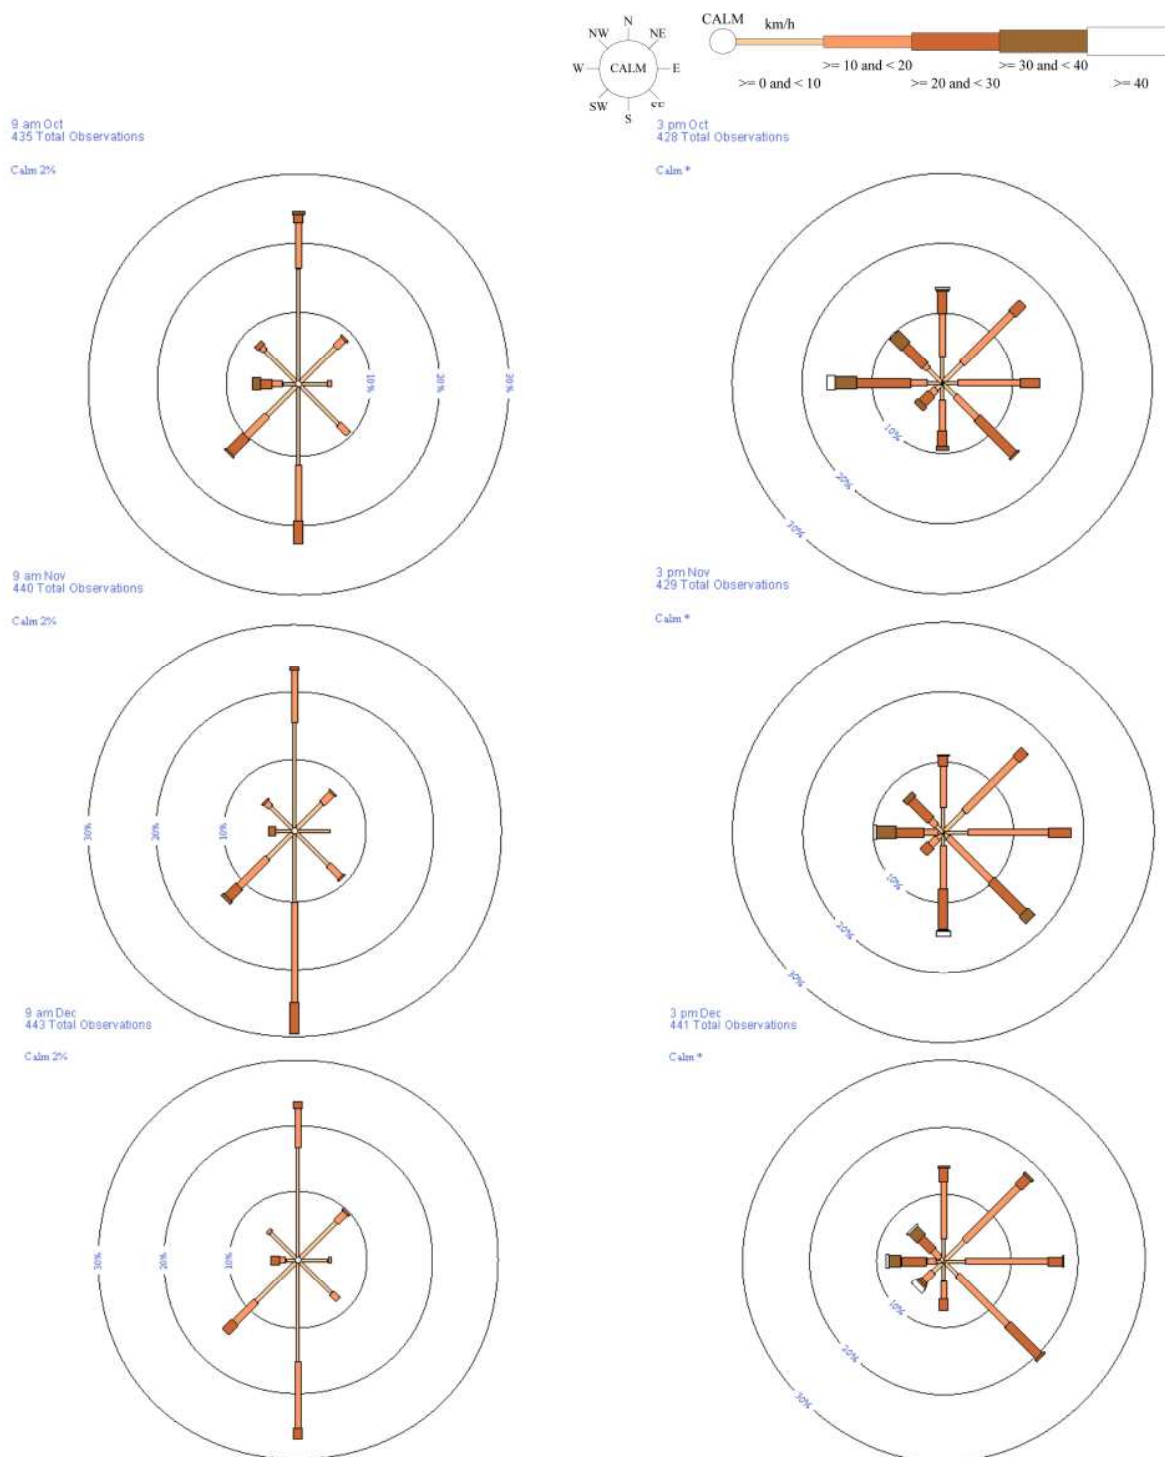 N
NW NE
W CALM E
SW SE
S
CALM km/h
>= 10 and < 20 >= 30 and < 40
>= 0 and < 10 >= 20 and < 30 >= 40
9 am Oct
435 Total Observations
Calm 2%
10% 20% 30%
3 pm Oct
428 Total Observations
Calm *
10%
20%
30%
9 am Nov
440 Total Observations
Calm 2%
30% 20% 10%
3 pm Nov
429 Total Observations
Calm *
10%
20%
30%
9 am Dec
443 Total Observations
Calm 2%
30% 20% 10%
3 pm Dec
441 Total Observations
Calm *
10%
20%
30%